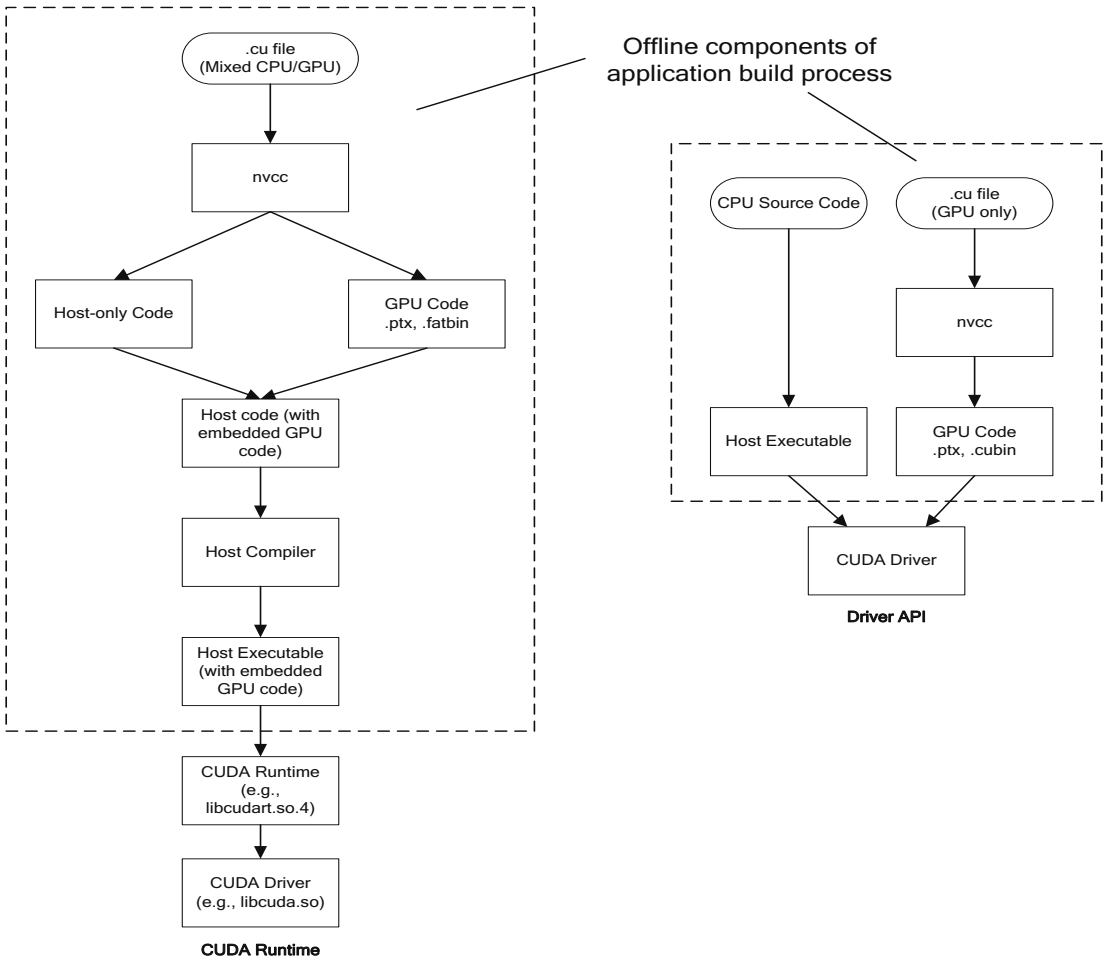 .cu file
(Mixed CPU/GPU)
nvcc
Host-only Code
GPU Code
.ptx, .fatbin
Host code (with
embedded GPU
code)
Host Compiler
Host Executable
(with embedded
GPU code)
CUDA Runtime
(e.g.,
libcudart.so.4)
CUDA Driver
(e.g., libcuda.so)
CUDA Runtime
Offline components of
application build process
CPU Source Code
.cu file
(GPU only)
nvcc
Host Executable
GPU Code
.ptx, .cubin
CUDA Driver
Driver API